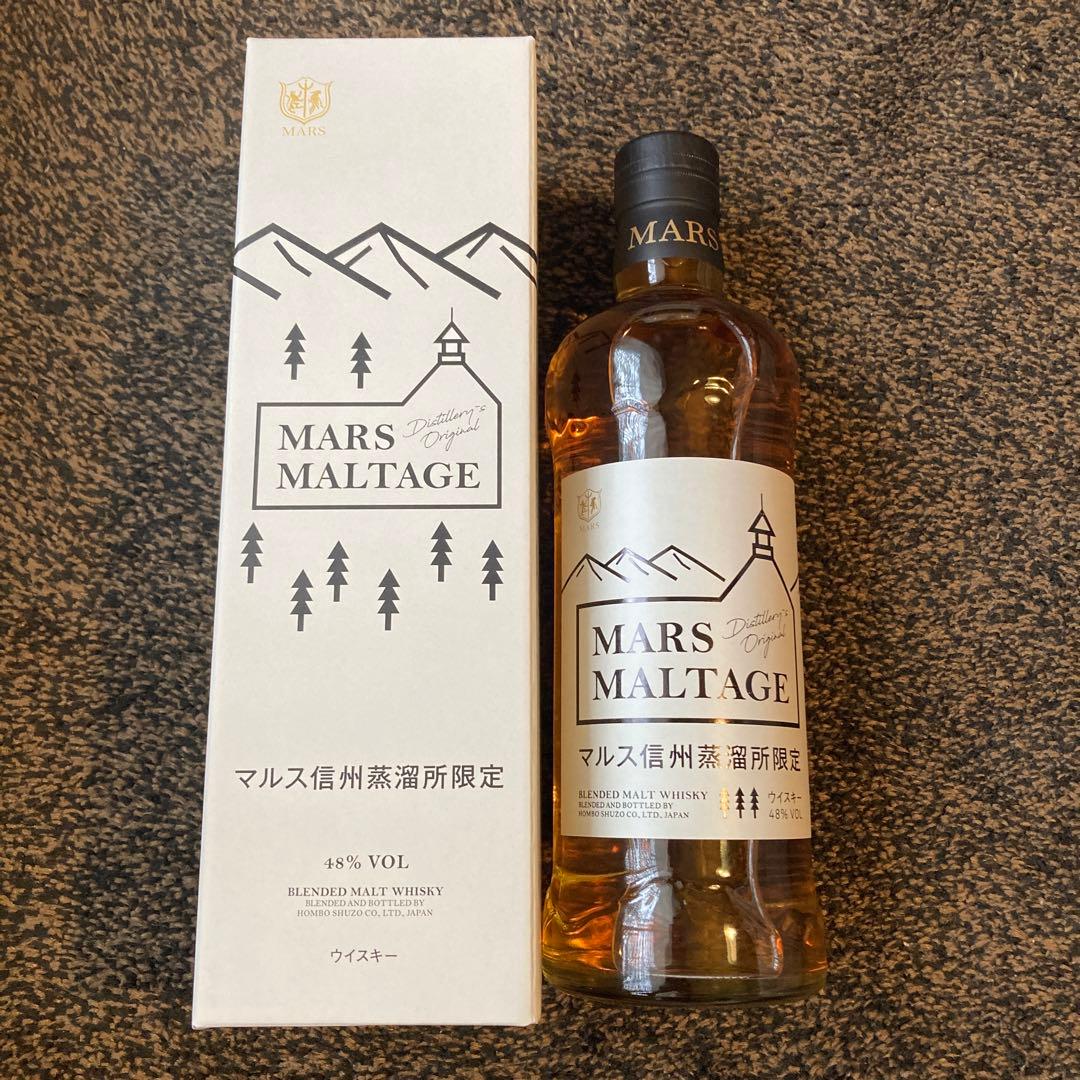 MARS
MARS
MALTAGE
Distillery's
Original
マルス信州蒸溜所限定
48% VOL
BLENDED MALT WHISKY
BLENDED AND BOTTLED BY
HOMBO SHUZO CO., LTD., JAPAN
ウイスキー
MARS
MARS
MARS
MALTAGE
Distillery's
Original
マルス信州蒸溜所限定
BLENDED MALT WHISKY
BLENDED AND BOTTLED BY
HOMBO SHUZO CO., LTD., JAPAN
ウイスキー
48% VOL